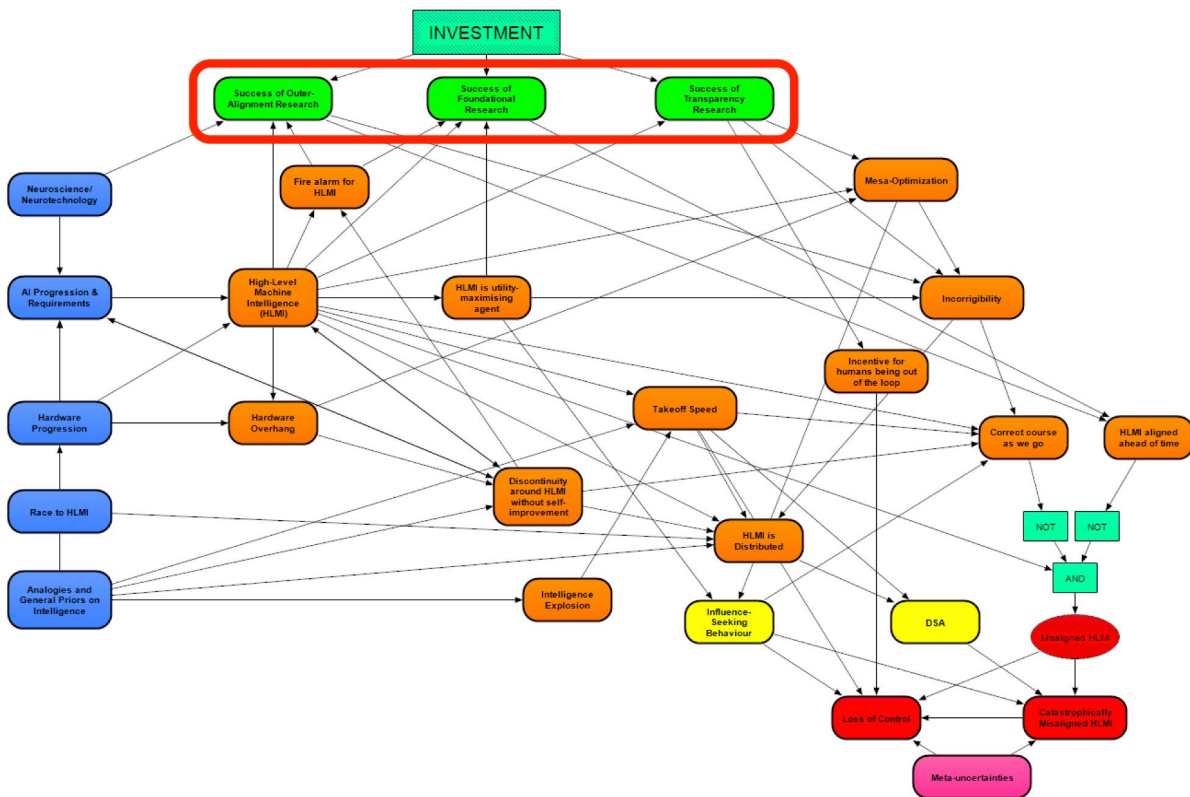 INVESTMENT
Success of Outer-
Alignment Research
Success of
Foundational
Research
Success of
Transparency
Research
Neuroscience/
Neurotechnology
Fire alarm for
HLMI
Mesa-Optimization
AI Progression &
Requirements
High-Level
Machine
Intelligence
(HLMI)
HLMI is utility-
maximising
agent
Incorrigibility
Incentive for
humans being out
of the loop
Hardware
Progression
Hardware
Overhang
Takeoff Speed
Correct course
as we go
HLMI aligned
ahead of time
Race to HLMI
Discontinuity
around HLMI
without self-
improvement
HLMI is
Distributed
NOT
NOT
AND
Analogies and
General Priors on
Intelligence
Intelligence
Explosion
Influence-
Seeking
Behaviour
DSA
Misaligned HLMI
Loss of Control
Catastrophically
Misaligned HLMI
Meta-uncertainties